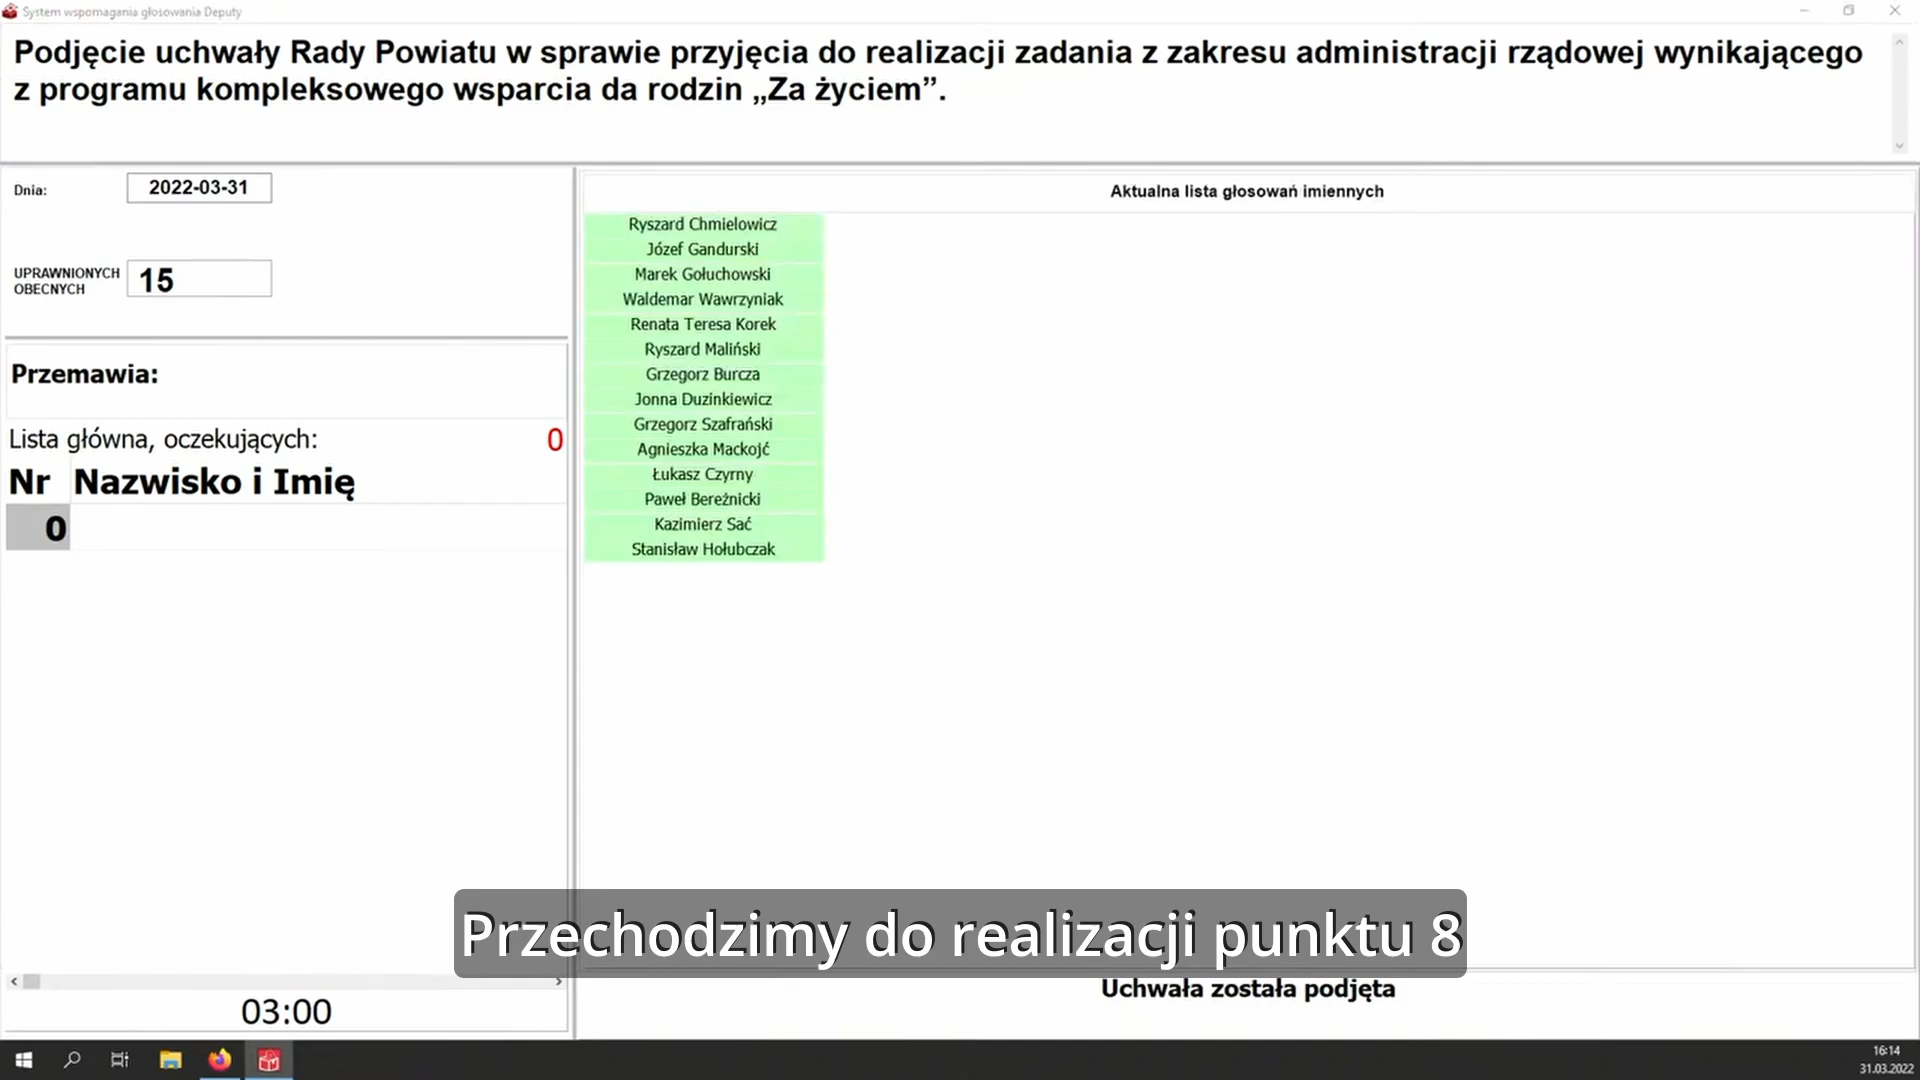 System wspomagania głosowania Deputy
Podjęcie uchwały Rady Powiatu w sprawie przyjęcia do realizacji zadania z zakresu administracji rządowej wynikającego
z programu kompleksowego wsparcia da rodzin „Za życiem”.
Dnia:
2022-03-31
UPRAWNIONYCH
OBECNYCH
15
Przemawia:
Lista główna, oczekujących:
0
Nr Nazwisko i Imię
0
03:00
Aktualna lista głosowań imiennych
Ryszard Chmielowicz
Józef Gandurski
Marek Gołuchowski
Waldemar Wawrzyniak
Renata Teresa Korek
Ryszard Maliński
Grzegorz Burcza
Jonna Duzinkiewicz
Grzegorz Szafrański
Agnieszka Mackojć
Łukasz Czyrny
Paweł Bereźnicki
Kazimierz Sać
Stanisław Hołubczak
Przechodzimy do realizacji punktu 8
Uchwała została podjęta
16:14
31.03.2022